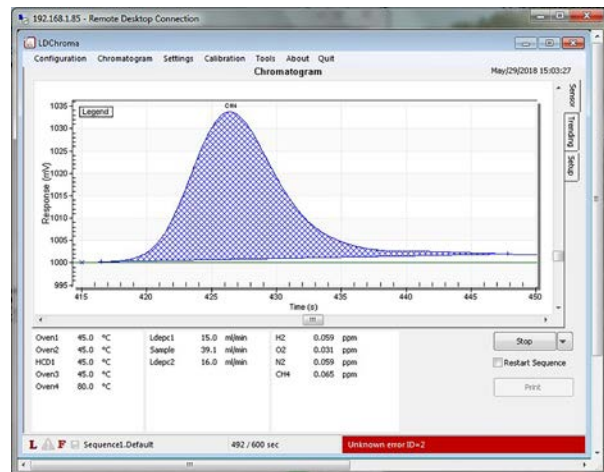 192.168.1.85 - Remote Desktop Connection
LDChroma
Configuration Chromatogram Settings Calibration Tools About Quit
Chromatogram
May/29/2018 15:03:27
Sensor
Trending
Setup
Legend
CH4
Response (mV)
1035
1030
1025
1020
1015
1010
1005
1000
995
415 420 425 430 435 440 445 450
Time (s)
Oven1 45.0 °C Ldepc1 15.0 ml/min H2 0.059 ppm
Oven2 45.0 °C Sample 39.1 ml/min O2 0.031 ppm
HCD1 45.0 °C Ldepc2 16.0 ml/min N2 0.059 ppm
Oven3 45.0 °C CH4 0.065 ppm
Oven4 80.0 °C
Stop
Restart Sequence
Print
L F Sequence1.Default 492 / 600 sec Unknown error ID=2